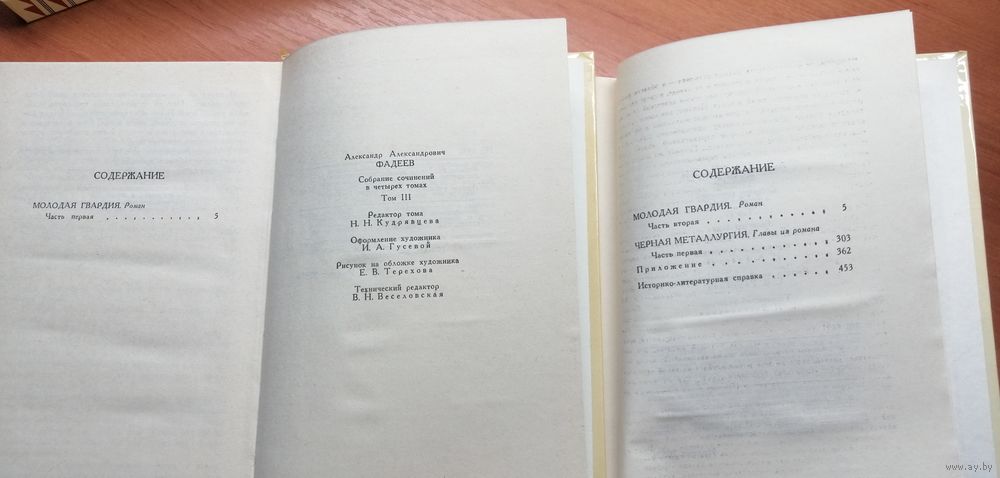 СОДЕРЖАНИЕ
МОЛОДАЯ ГВАРДИЯ. Роман
Часть первая . . . . . . . . . . . 5
Александр Александрович
ФАДЕЕВ
Собрание сочинений
в четырех томах
Том III
Редактор тома
Н. Н. Кудрявцева
Оформление художника
И. А. Гусевой
Рисунок на обложке художника
Е. В. Терехова
Технический редактор
В. Н. Веселовская
СОДЕРЖАНИЕ
МОЛОДАЯ ГВАРДИЯ. Роман
Часть вторая . . . . . . . . . . . 5
ЧЕРНАЯ МЕТАЛЛУРГИЯ. Главы из романа
Часть первая . . . . . . . . . . . 303
Приложение . . . . . . . . . . . 362
Историко-литературная справка . . . . . . 453
www.ay.by